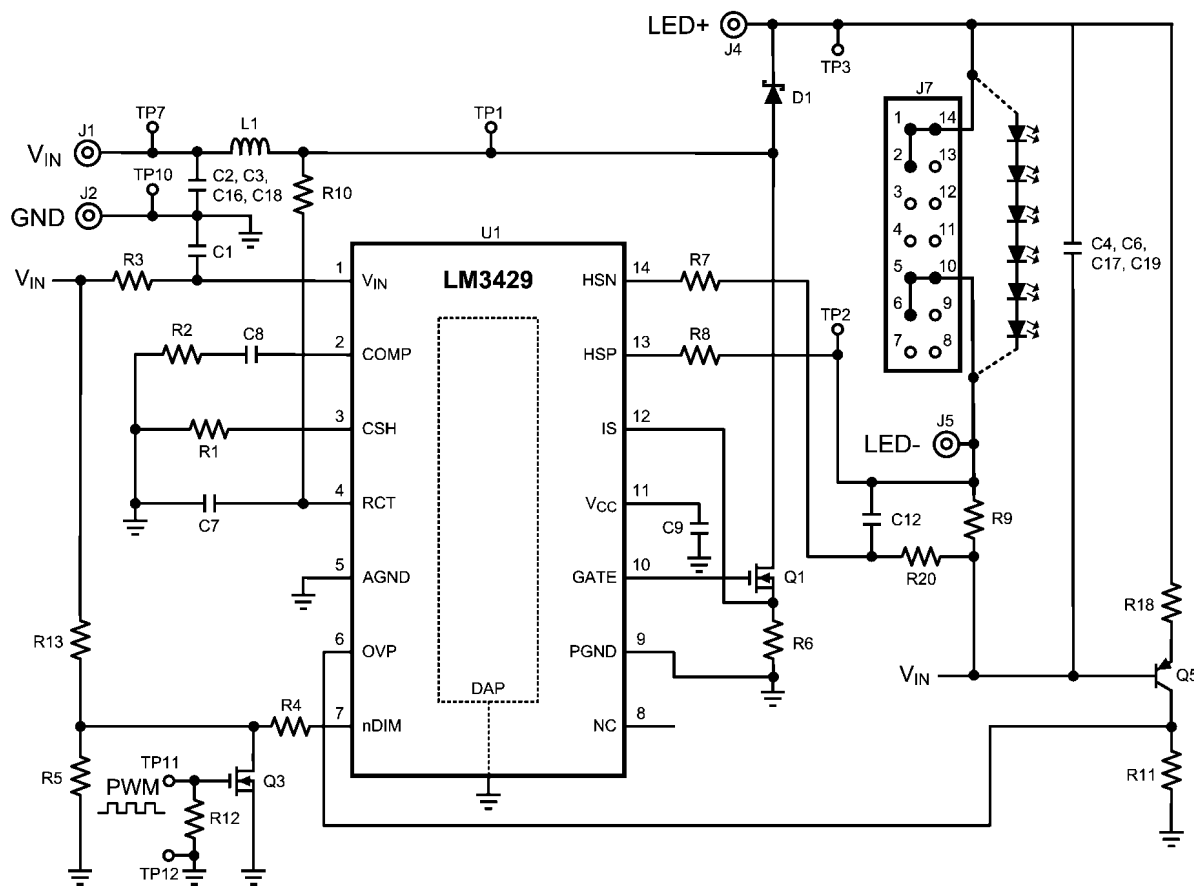 LED+
J4
TP3
D1
J7
1 14
2 13
3 12
4 11
5 10
6 9
7 8
C4, C6,
C17, C19
TP7
L1
TP1
J1
VIN
TP10
C2, C3,
C16, C18
R10
J2
GND
C1
U1
VIN
R3
1
VIN
LM3429
HSN
14
R7
R2
C8
2
COMP
HSP
13
R8
TP2
R1
3
CSH
IS
12
J5
LED-
C7
4
RCT
VCC
11
C9
C12
R9
R20
5
AGND
GATE
10
Q1
R18
R13
6
OVP
PGND
9
R6
VIN
Q5
DAP
R4
7
nDIM
NC
8
R5
TP11
PWM
Q3
R12
TP12
R11